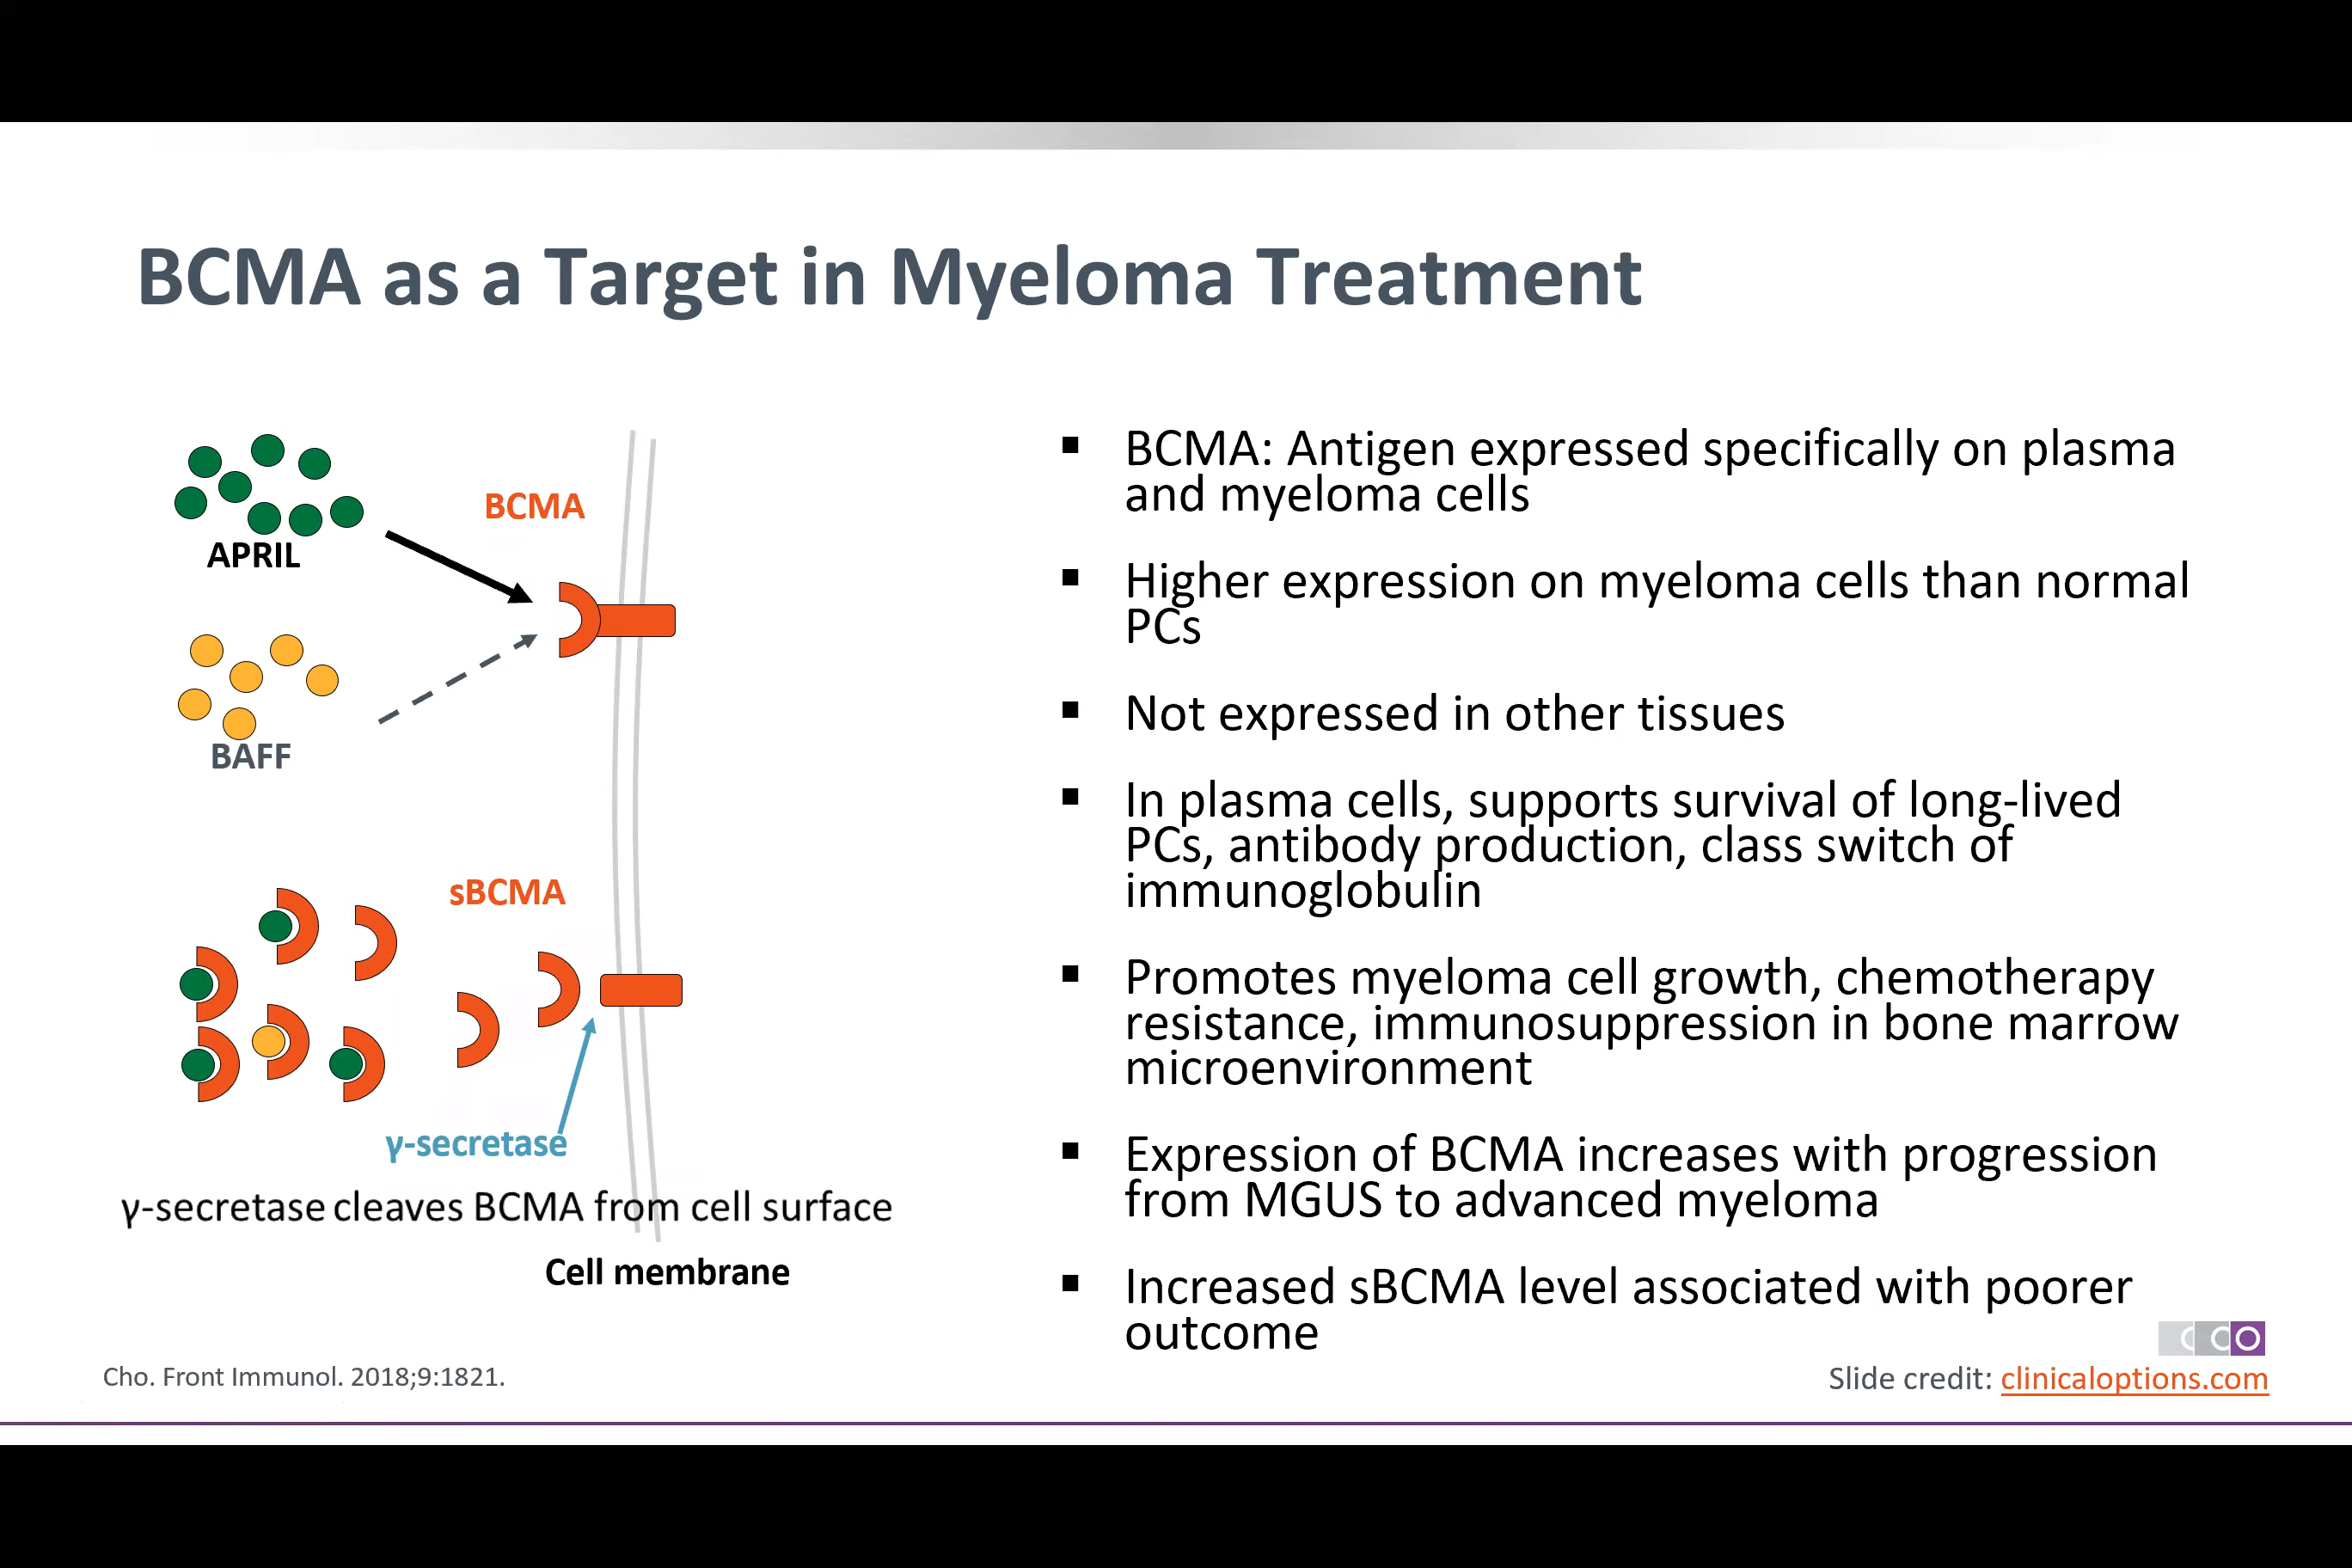 BCMA as a Target in Myeloma Treatment
APRIL
BCMA
BAFF
sBCMA
γ-secretase
γ-secretase cleaves BCMA from cell surface
Cell membrane
▪ BCMA: Antigen expressed specifically on plasma
and myeloma cells
▪ Higher expression on myeloma cells than normal
PCs
▪ Not expressed in other tissues
▪ In plasma cells, supports survival of long-lived
PCs, antibody production, class switch of
immunoglobulin
▪ Promotes myeloma cell growth, chemotherapy
resistance, immunosuppression in bone marrow
microenvironment
▪ Expression of BCMA increases with progression
from MGUS to advanced myeloma
▪ Increased sBCMA level associated with poorer
outcome
CCO
Cho. Front Immunol. 2018;9:1821.
Slide credit: clinicaloptions.com